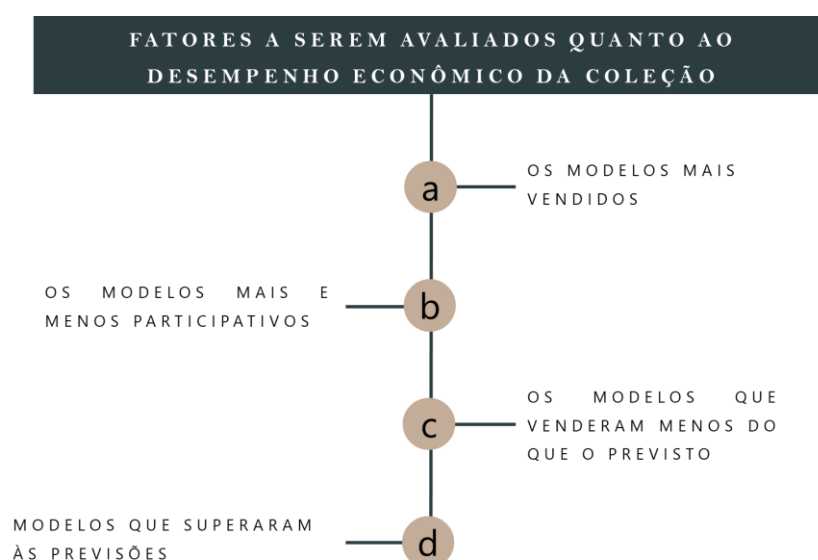 FATORES A SEREM AVALIADOS QUANTO AO
DESEMPENHO ECONÔMICO DA COLEÇÃO
a
OS MODELOS MAIS
VENDIDOS
b
OS MODELOS MAIS E
MENOS PARTICIPATIVOS
c
OS MODELOS QUE
VENDERAM MENOS DO
QUE O PREVISTO
d
MODELOS QUE SUPERARAM
ÀS PREVISÕES